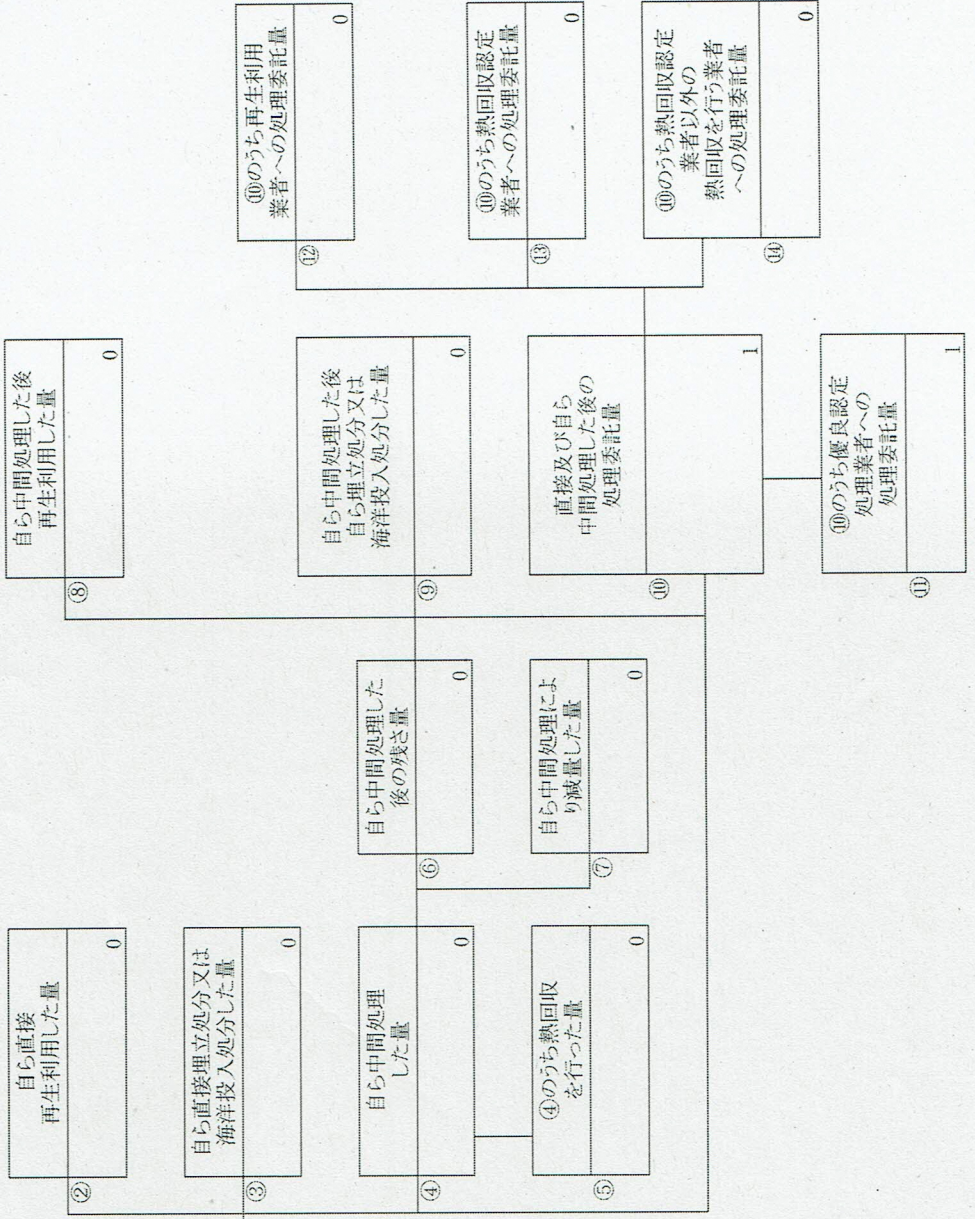 ②
自ら直接
再生利用した量
0
③
自ら直接埋立処分又は
海洋投入処分した量
0
④
自ら中間処理
した量
0
⑤
④のうち熱回収
を行った量
0
⑥
自ら中間処理した
後の残さ量
0
⑦
自ら中間処理によ
り減量した量
0
⑧
自ら中間処理した後
再生利用した量
0
⑨
自ら中間処理した後
自ら埋立処分又は
海洋投入処分した量
0
⑩
直接及び自ら
中間処理した後の
処理委託量
1
⑪
⑩のうち優良認定
処理業者への
処理委託量
1
⑫
⑩のうち再生利用
業者への処理委託量
0
⑬
⑩のうち熱回収認定
業者への処理委託量
0
⑭
⑩のうち熱回収認定
業者以外の
熱回収を行う業者
への処理委託量
0